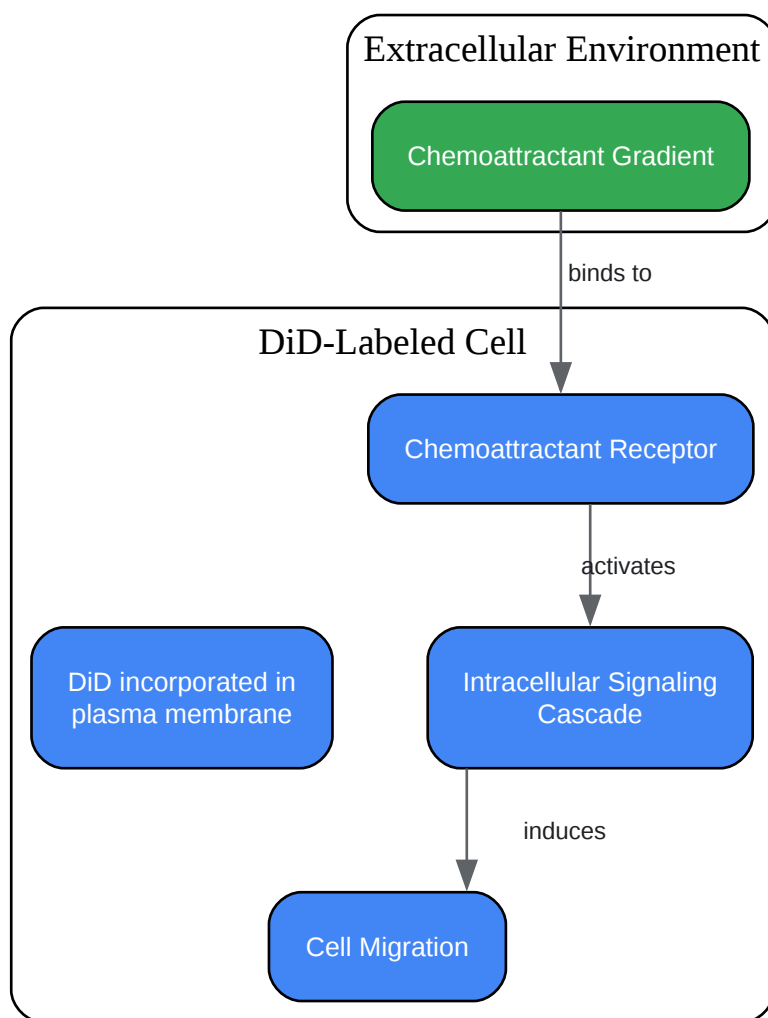 Extracellular Environment
Chemoattractant Gradient
binds to
DiD-Labeled Cell
Chemoattractant Receptor
activates
DiD incorporated in
plasma membrane
Intracellular Signaling
Cascade
induces
Cell Migration